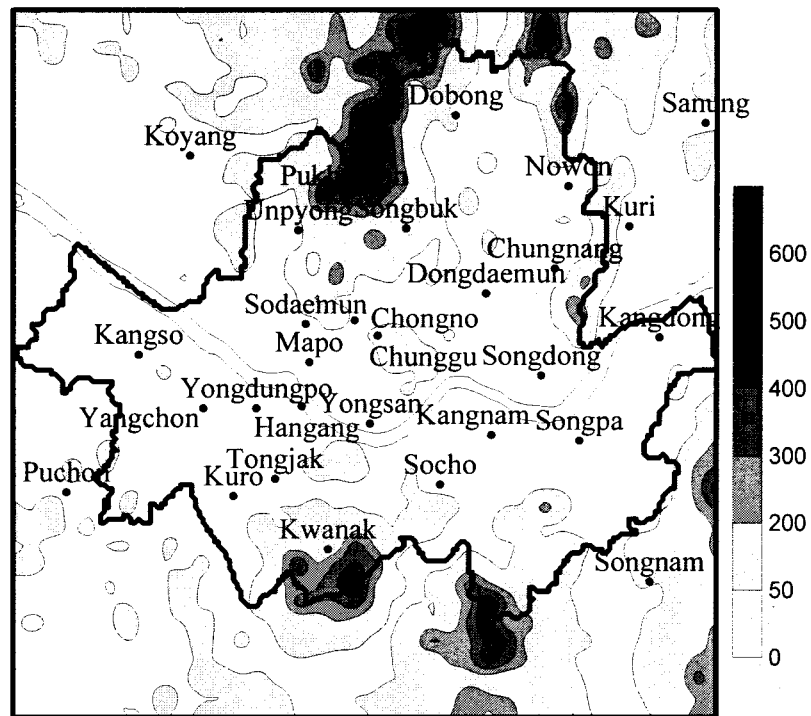 Dobong
Sanung
Koyang
Nowon
Unpyong
Songbuk
Kuri
Chungnang
Dongdaemun
600
Sodaemun
Chongno
Kangdong
500
Kangso
Mapo
Chunggu
Songdong
400
Yongdungpo
Yongsan
Yangchon
Hangang
Kangnam
Songpa
300
Puchon
Tongjak
Kuro
Socho
200
Kwanak
Songnam
50
0